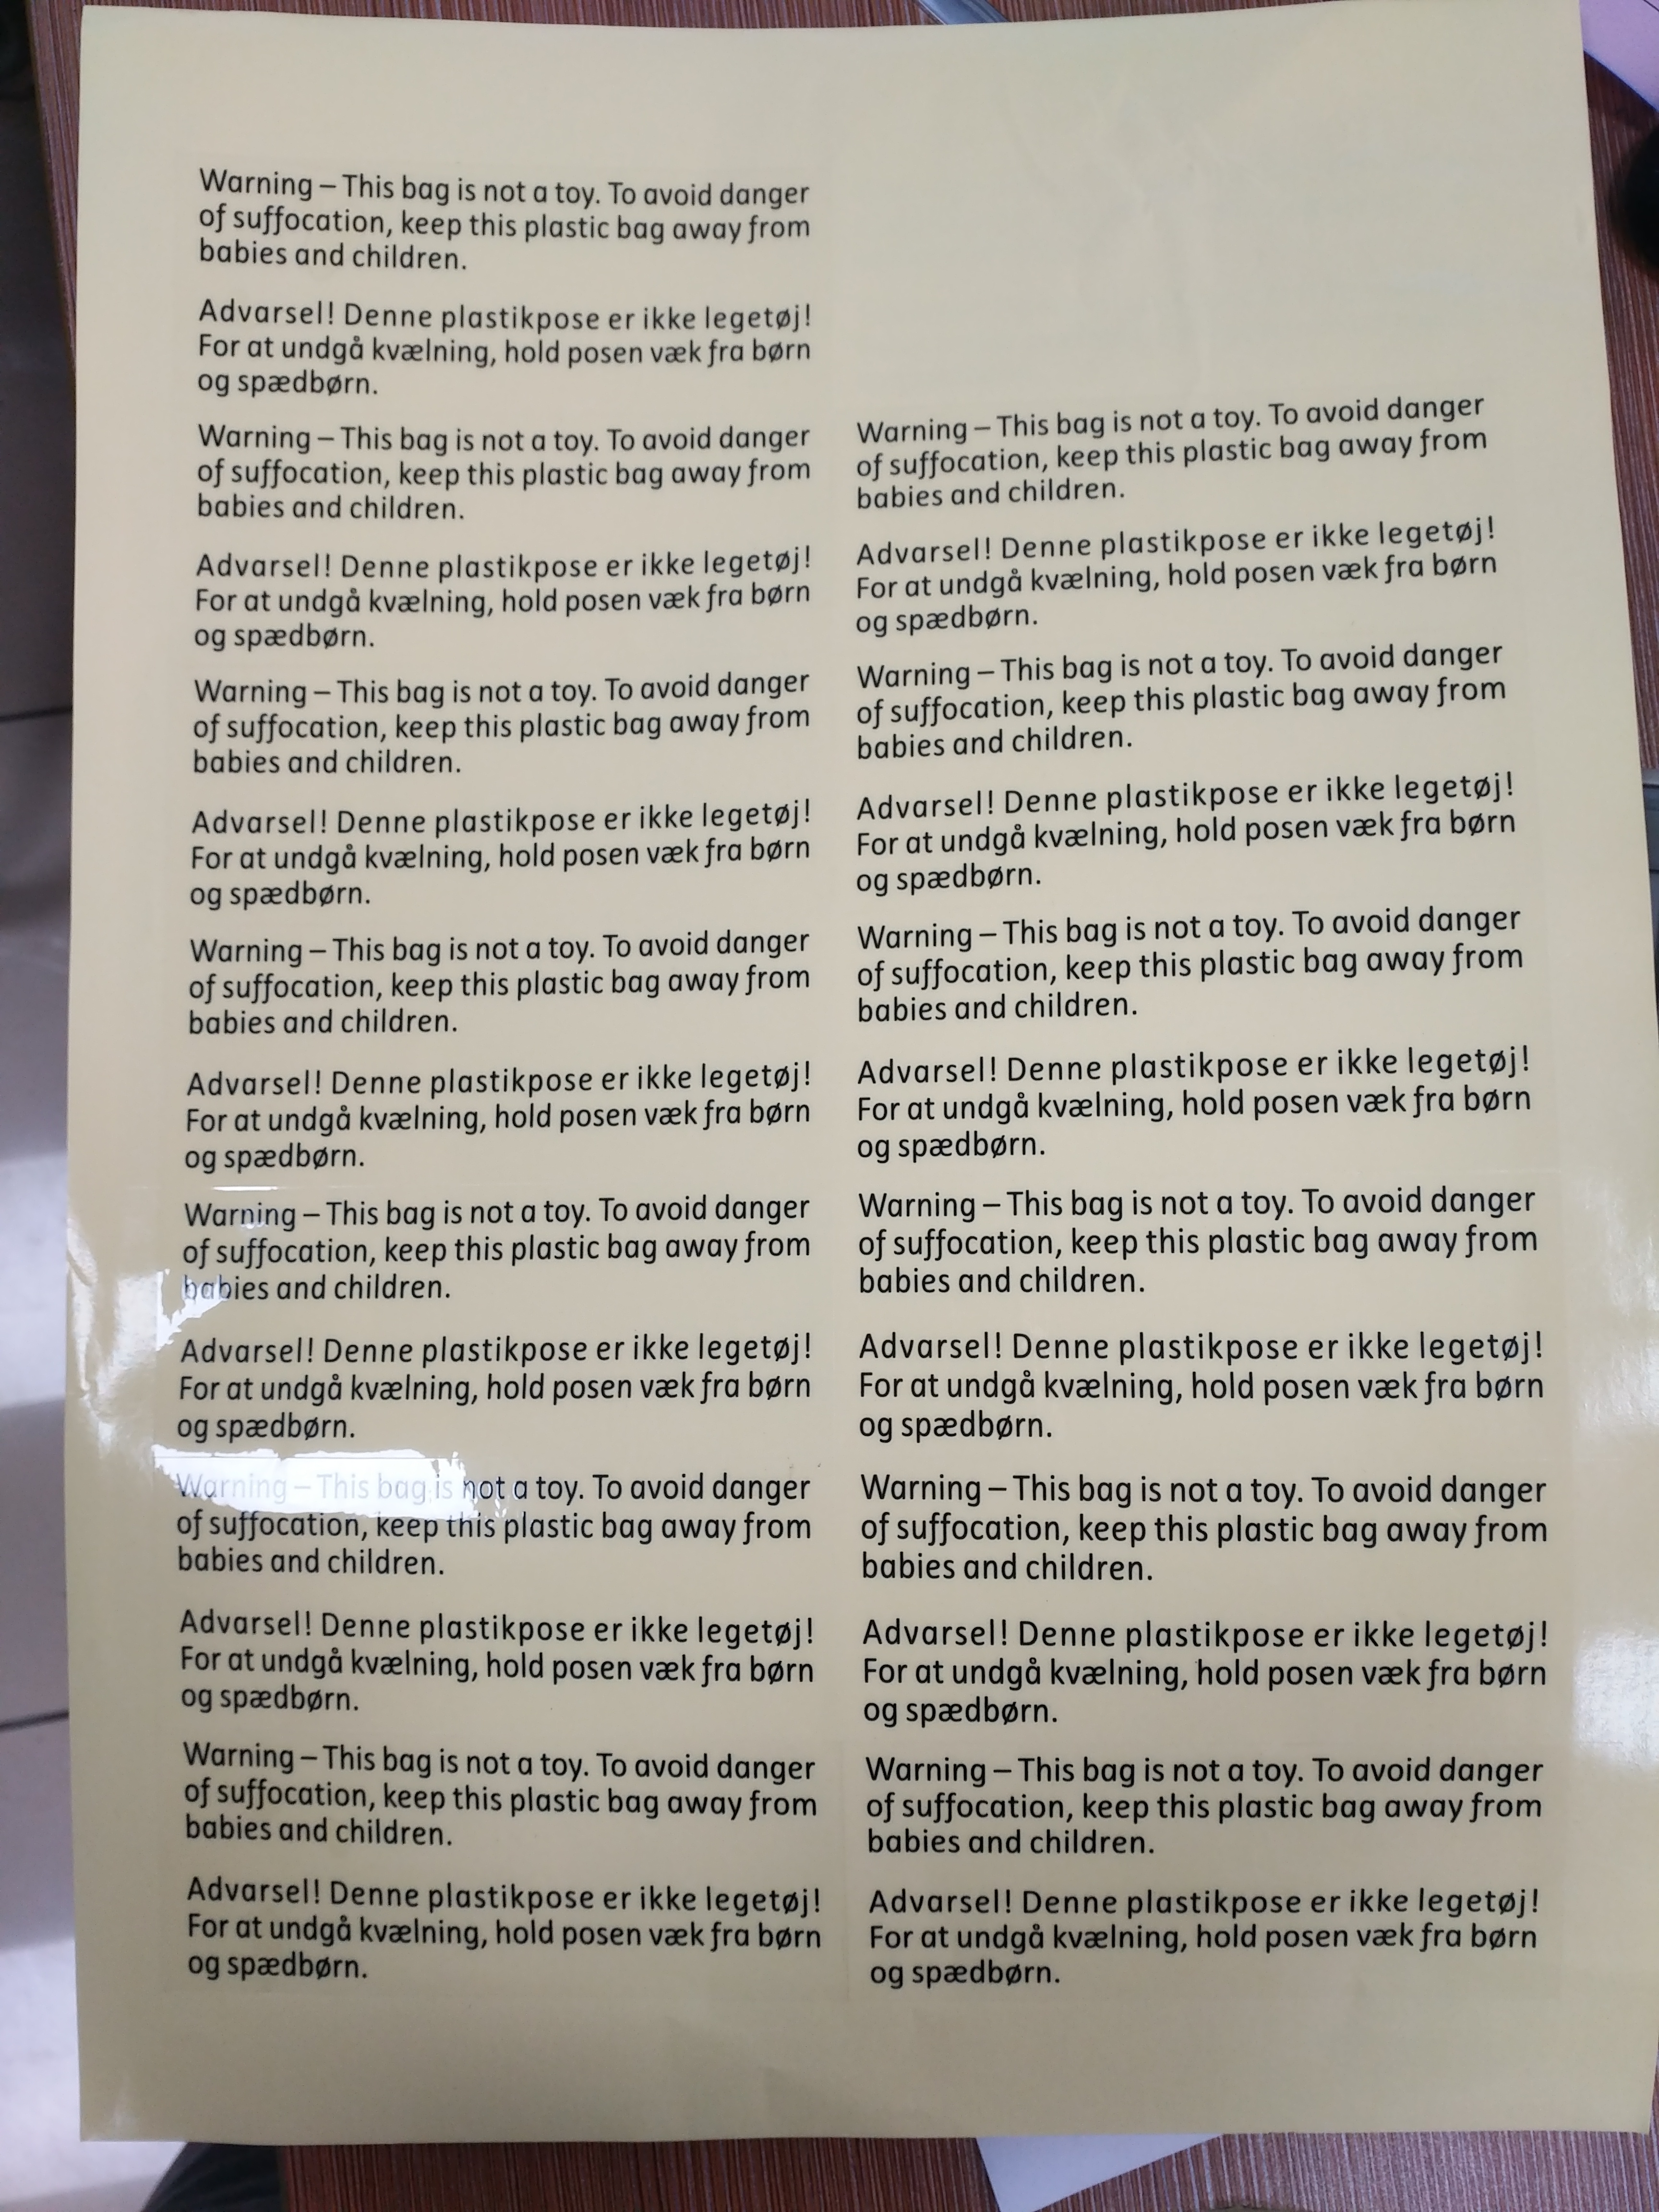 Warning – This bag is not a toy. To avoid danger
of suffocation, keep this plastic bag away from
babies and children.
Advarsel! Denne plastikpose er ikke legetøj!
For at undgå kvælning, hold posen væk fra børn
og spædbørn.
Warning – This bag is not a toy. To avoid danger
of suffocation, keep this plastic bag away from
babies and children.
Advarsel! Denne plastikpose er ikke legetøj!
For at undgå kvælning, hold posen væk fra børn
og spædbørn.
Warning – This bag is not a toy. To avoid danger
of suffocation, keep this plastic bag away from
babies and children.
Advarsel! Denne plastikpose er ikke legetøj!
For at undgå kvælning, hold posen væk fra børn
og spædbørn.
Warning – This bag is not a toy. To avoid danger
of suffocation, keep this plastic bag away from
babies and children.
Advarsel! Denne plastikpose er ikke legetøj!
For at undgå kvælning, hold posen væk fra børn
og spædbørn.
Warning – This bag is not a toy. To avoid danger
of suffocation, keep this plastic bag away from
babies and children.
Advarsel! Denne plastikpose er ikke legetøj!
For at undgå kvælning, hold posen væk fra børn
og spædbørn.
Warning – This bag is not a toy. To avoid danger
of suffocation, keep this plastic bag away from
babies and children.
Advarsel! Denne plastikpose er ikke legetøj!
For at undgå kvælning, hold posen væk fra børn
og spædbørn.
Warning – This bag is not a toy. To avoid danger
of suffocation, keep this plastic bag away from
babies and children.
Advarsel! Denne plastikpose er ikke legetøj!
For at undgå kvælning, hold posen væk fra børn
og spædbørn.
Warning – This bag is not a toy. To avoid danger
of suffocation, keep this plastic bag away from
babies and children.
Advarsel! Denne plastikpose er ikke legetøj!
For at undgå kvælning, hold posen væk fra børn
og spædbørn.
Warning – This bag is not a toy. To avoid danger
of suffocation, keep this plastic bag away from
babies and children.
Advarsel! Denne plastikpose er ikke legetøj!
For at undgå kvælning, hold posen væk fra børn
og spædbørn.
Warning – This bag is not a toy. To avoid danger
of suffocation, keep this plastic bag away from
babies and children.
Advarsel! Denne plastikpose er ikke legetøj!
For at undgå kvælning, hold posen væk fra børn
og spædbørn.
Warning – This bag is not a toy. To avoid danger
of suffocation, keep this plastic bag away from
babies and children.
Advarsel! Denne plastikpose er ikke legetøj!
For at undgå kvælning, hold posen væk fra børn
og spædbørn.
Warning – This bag is not a toy. To avoid danger
of suffocation, keep this plastic bag away from
babies and children.
Advarsel! Denne plastikpose er ikke legetøj!
For at undgå kvælning, hold posen væk fra børn
og spædbørn.
Warning – This bag is not a toy. To avoid danger
of suffocation, keep this plastic bag away from
babies and children.
Advarsel! Denne plastikpose er ikke legetøj!
For at undgå kvælning, hold posen væk fra børn
og spædbørn.